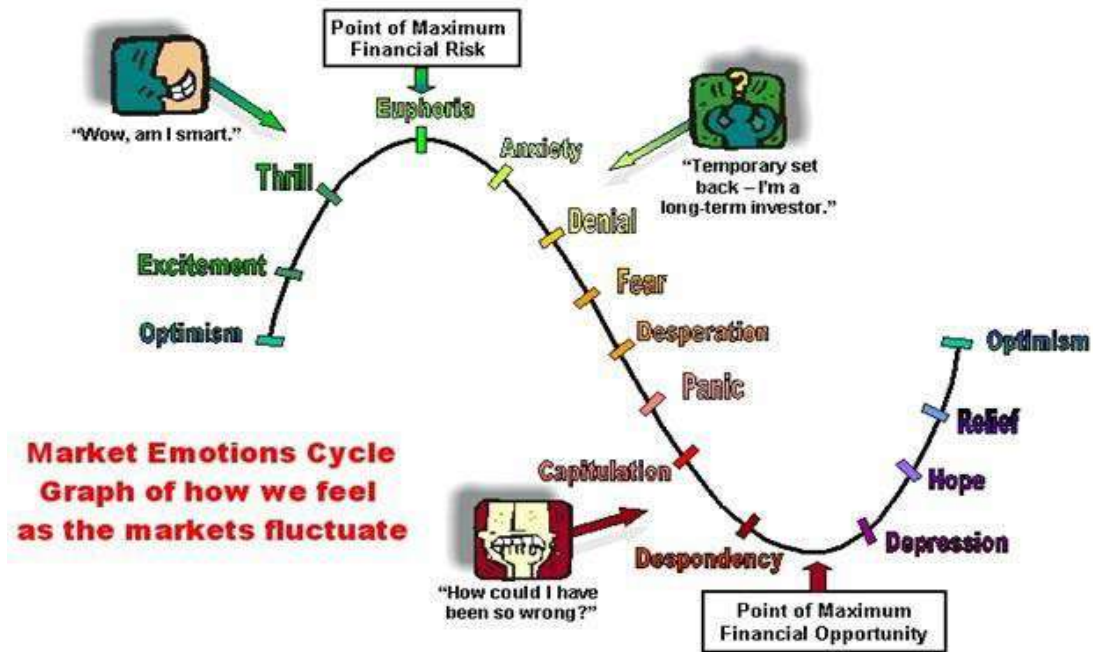 Point of Maximum
Financial Risk
Euphoria
"Wow, am I smart."
Anxiety
"Temporary set
back – I'm a
long-term investor."
Thrill
Denial
Excitement
Fear
Optimism
Desperation
Optimism
Panic
Relief
Market Emotions Cycle
Graph of how we feel
as the markets fluctuate
Capitulation
Hope
Despondency
Depression
"How could I have
been so wrong?"
Point of Maximum
Financial Opportunity
?